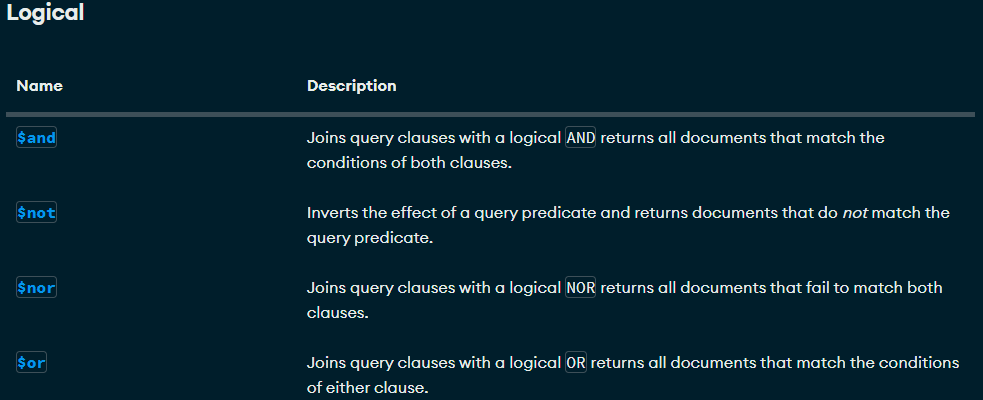 Logical
Name Description
$and Joins query clauses with a logical AND returns all documents that match the
conditions of both clauses.
$not Inverts the effect of a query predicate and returns documents that do not match the
query predicate.
$nor Joins query clauses with a logical NOR returns all documents that fail to match both
clauses.
$or Joins query clauses with a logical OR returns all documents that match the conditions
of either clause.